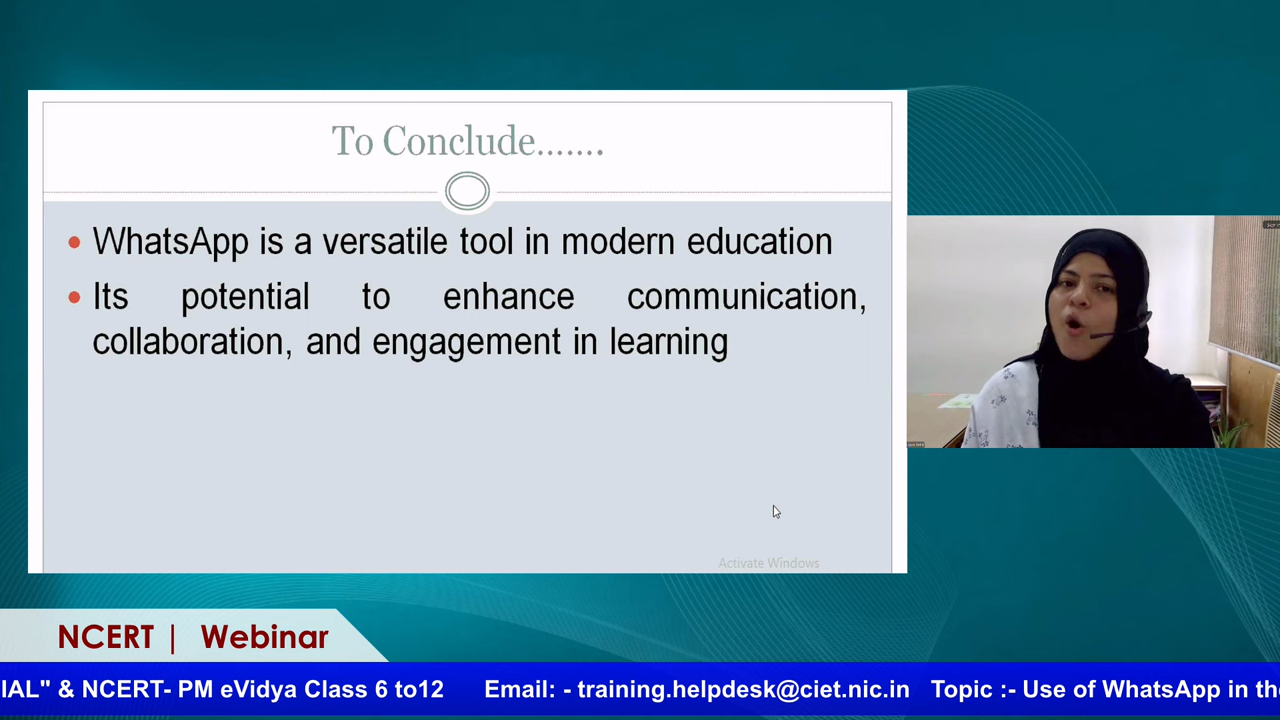 To Conclude.......
WhatsApp is a versatile tool in modern education
Its potential to enhance communication,
collaboration, and engagement in learning
Activate Windows
NCERT | Webinar
IAL" & NCERT- PM eVidya Class 6 to12 Email: - training.helpdesk@ciet.nic.in Topic :- Use of WhatsApp in the